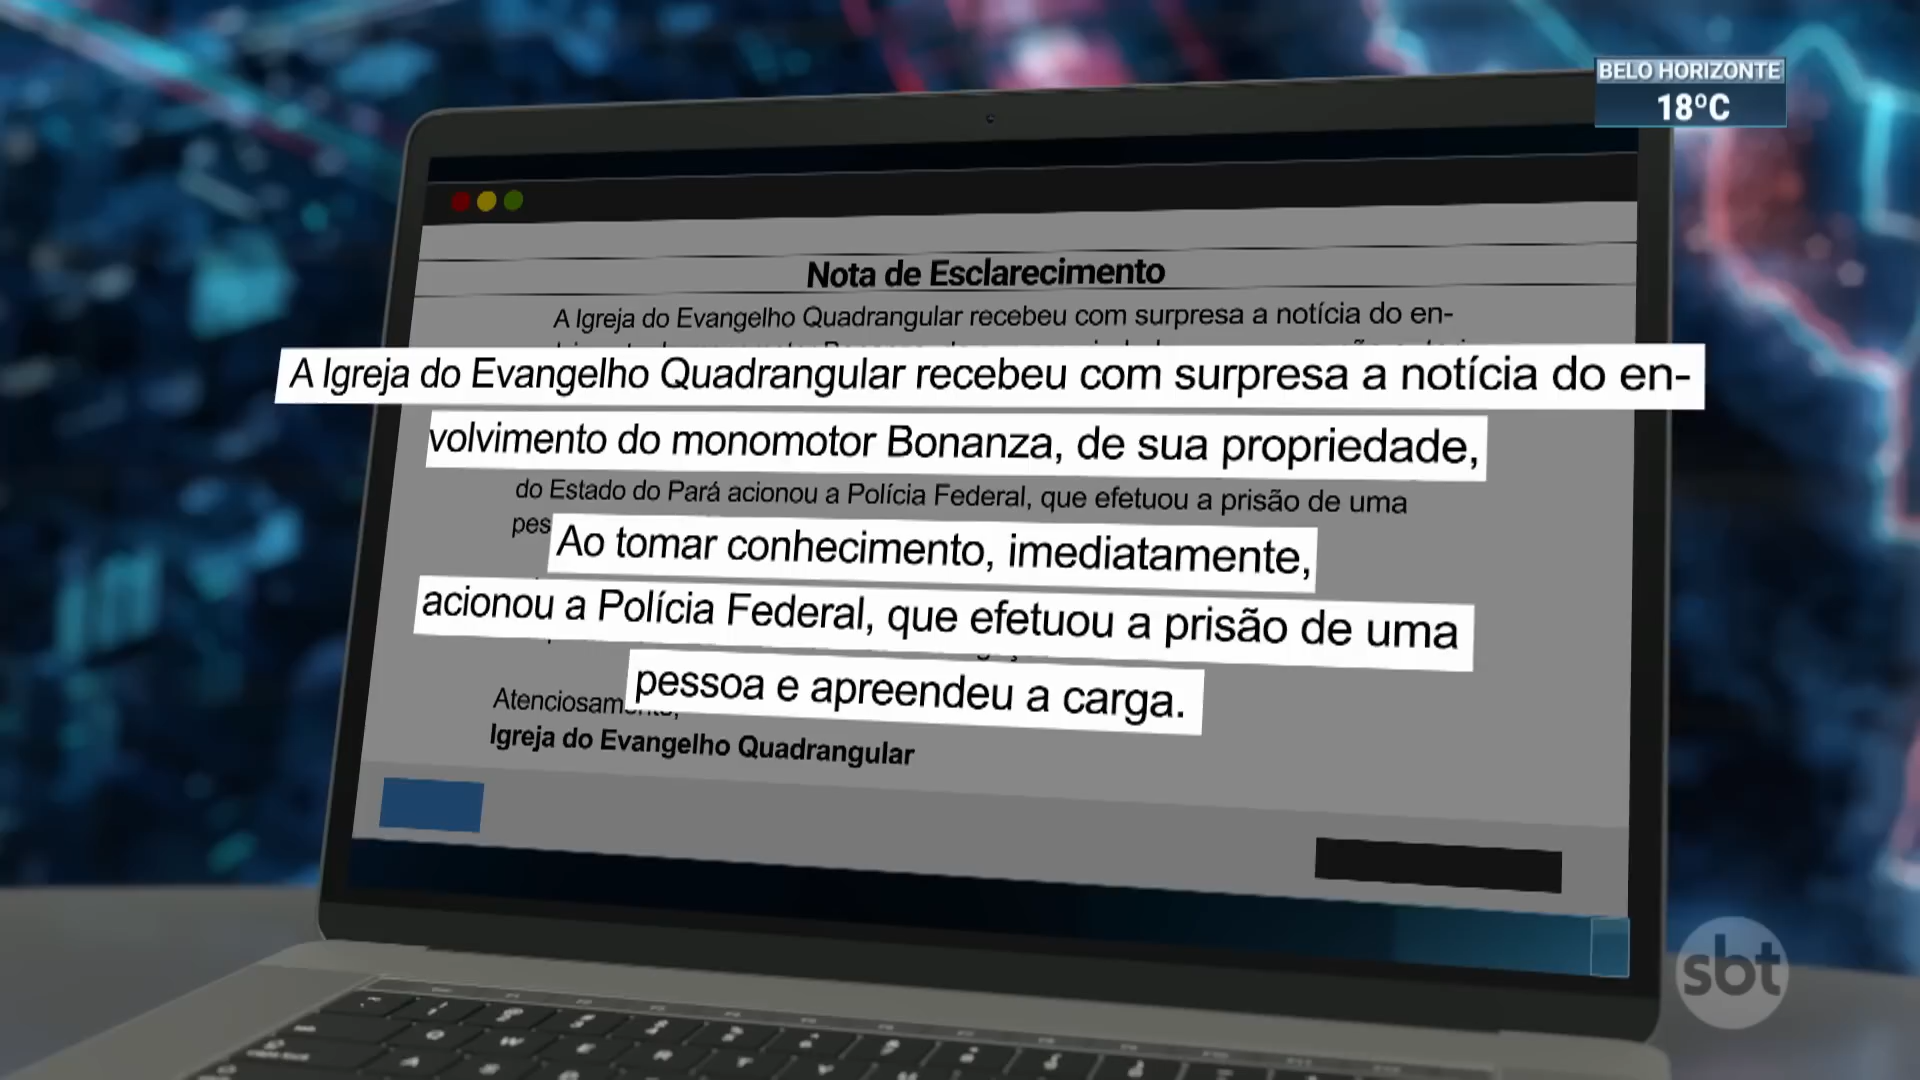 BELO HORIZONTE
18ºC
Nota de Esclarecimento
A Igreja do Evangelho Quadrangular recebeu com surpresa a notícia do en-
A Igreja do Evangelho Quadrangular recebeu com surpresa a notícia do en-
volvimento do monomotor Bonanza, de sua propriedade,
do Estado do Pará acionou a Polícia Federal, que efetuou a prisão de uma
Ao tomar conhecimento, imediatamente,
acionou a Polícia Federal, que efetuou a prisão de uma
pessoa e apreendeu a carga.
Igreja do Evangelho Quadrangular
sbt